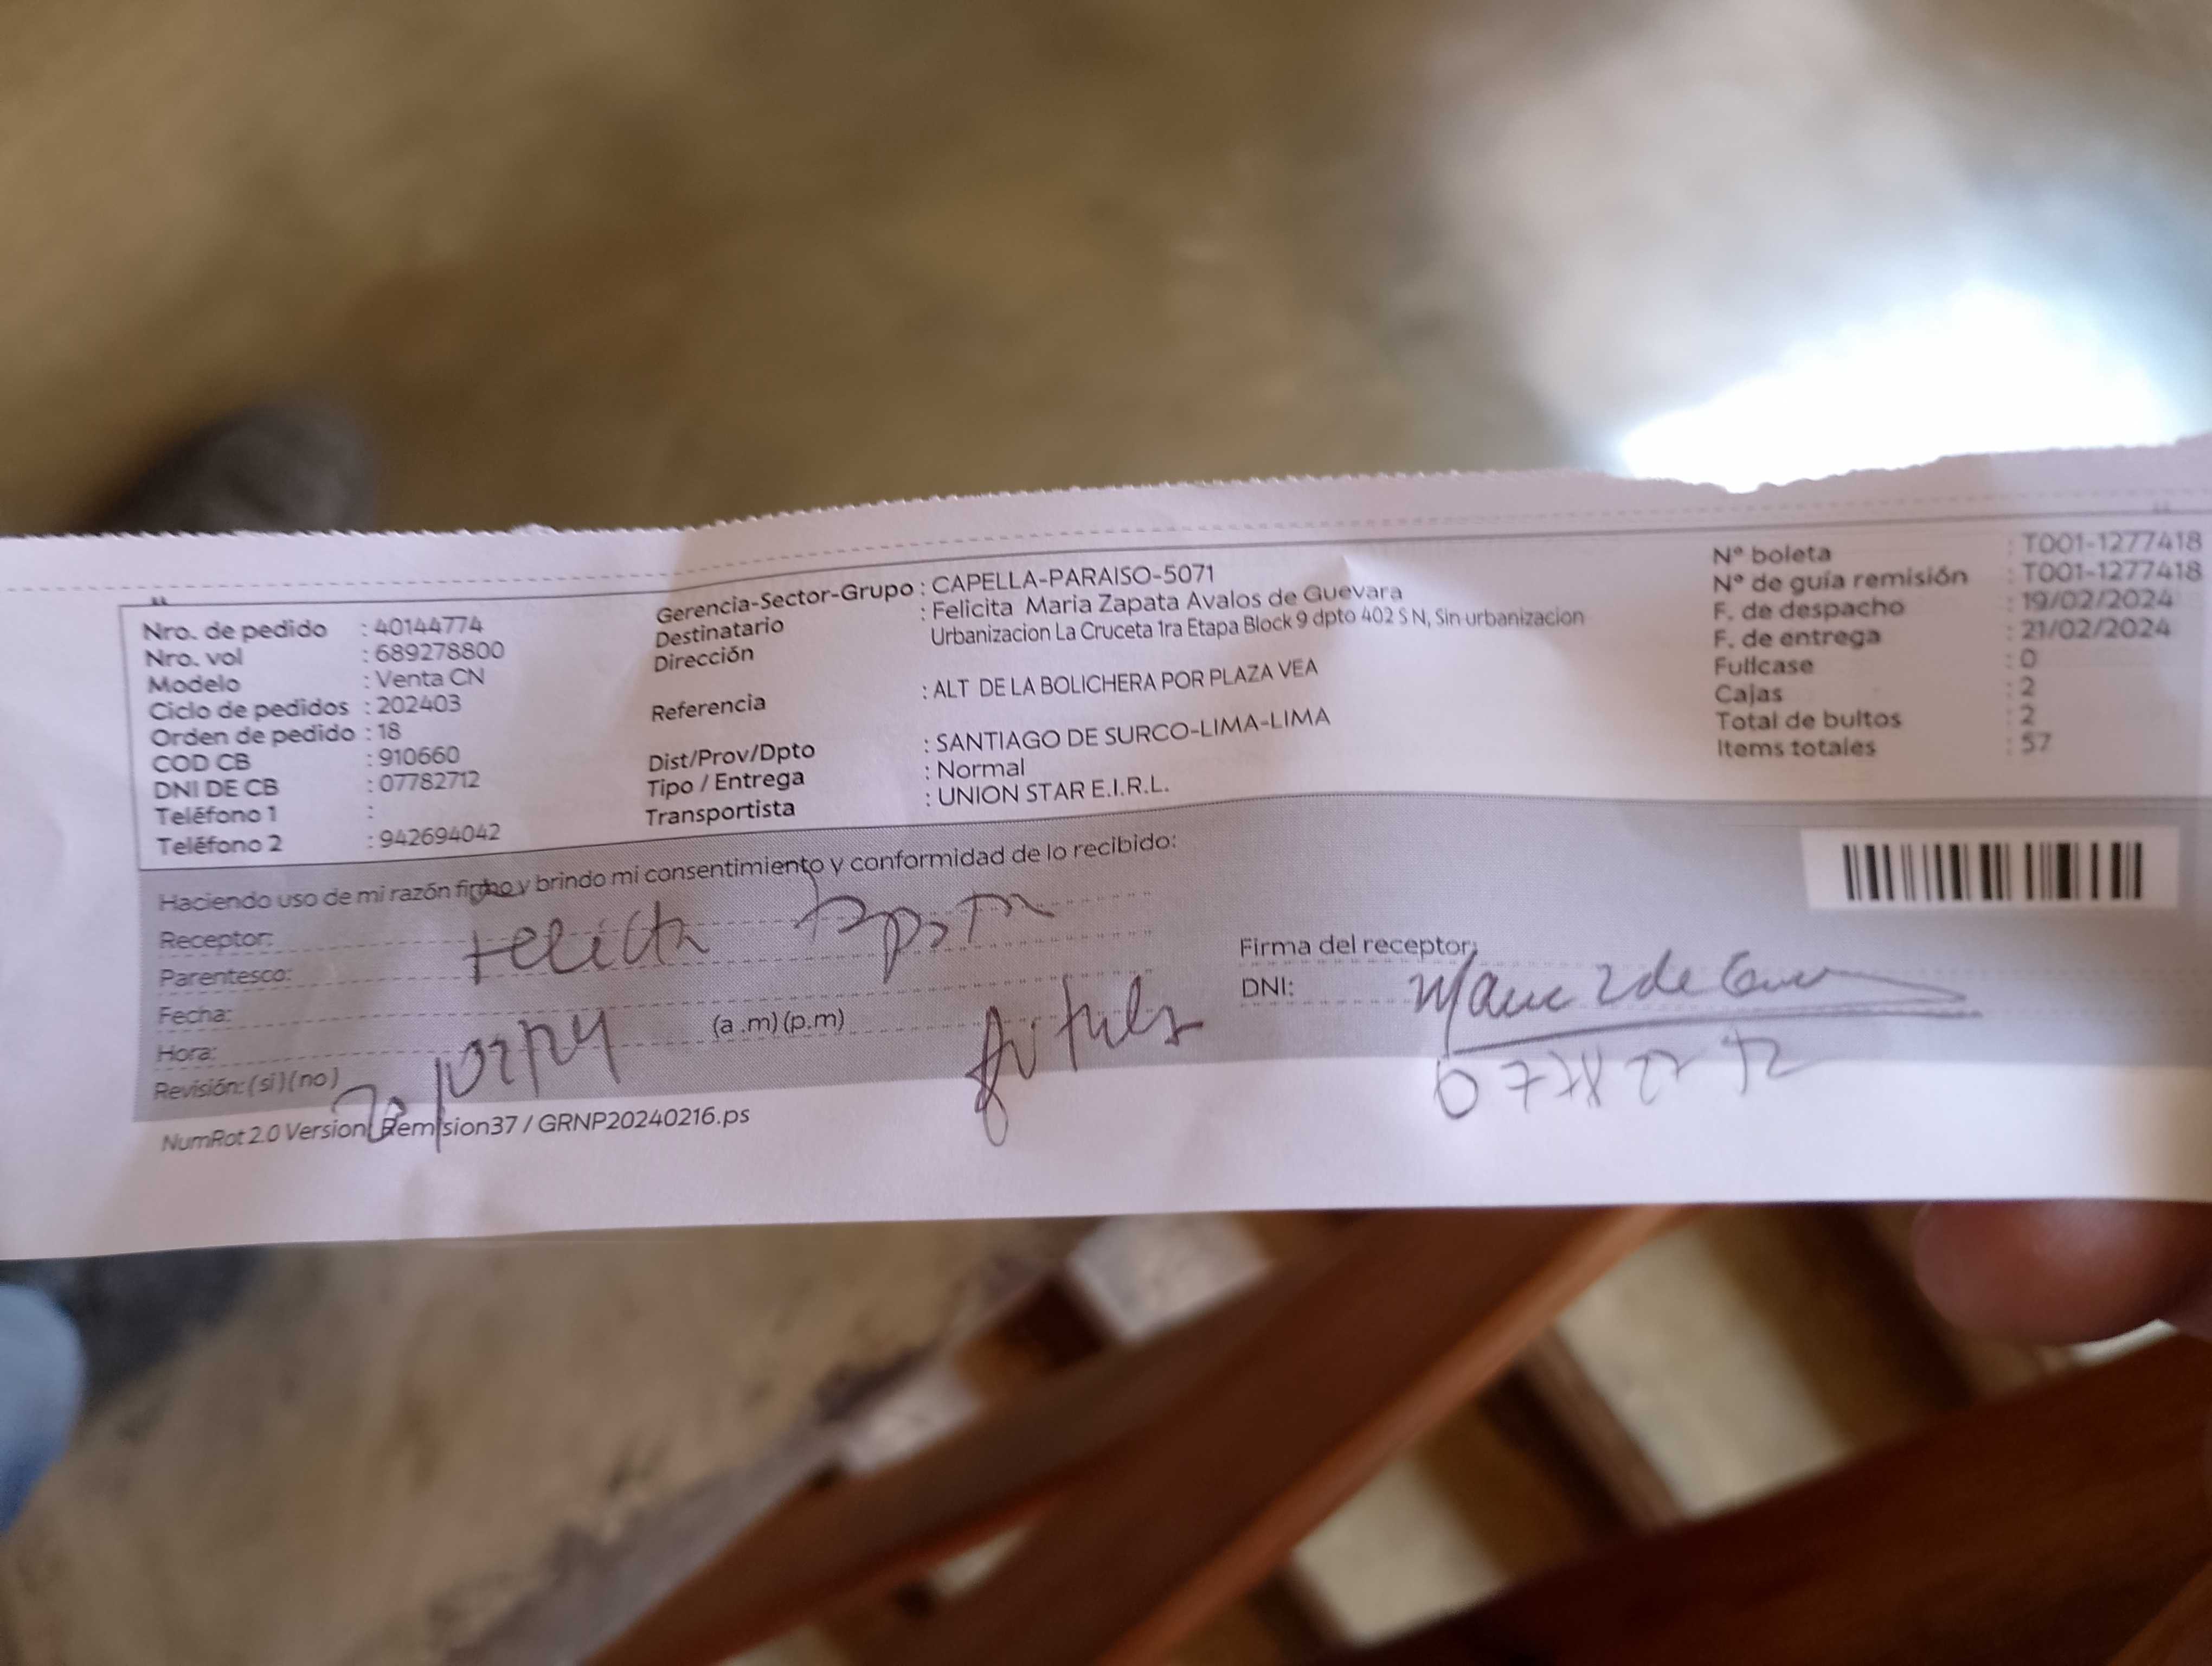 Nro. de pedido : 40144774
Nro. vol : 689278800
Modelo : Venta CN
Ciclo de pedidos : 202403
Orden de pedido : 18
COD CB : 910660
DNI DE CB : 07782712
Teléfono 1 :
Teléfono 2 : 942694042
Gerencia-Sector-Grupo : CAPELLA-PARAISO-5071
Destinatario : Felicita Maria Zapata Avalos de Guevara
Dirección Urbanizacion La Cruceta 1ra Etapa Block 9 dpto 402 S N, Sin urbanizacion
Referencia : ALT DE LA BOLICHERA POR PLAZA VEA
Dist/Prov/Dpto : SANTIAGO DE SURCO-LIMA-LIMA
Tipo / Entrega : Normal
Transportista : UNION STAR E.I.R.L.
Nº boleta : T001-1277418
Nº de guía remisión : T001-1277418
F. de despacho : 19/02/2024
F. de entrega : 21/02/2024
Fullcase : 0
Cajas : 2
Total de bultos : 2
Items totales : 57
Haciendo uso de mi razón firmo y brindo mi consentimiento y conformidad de lo recibido:
Receptor:
Parentesco:
Fecha:
Hora: (a.m)(p.m)
Revisión: (si)(no)
Firma del receptor:
DNI:
NumRot 2.0 Version Remision37 / GRNP20240216.ps